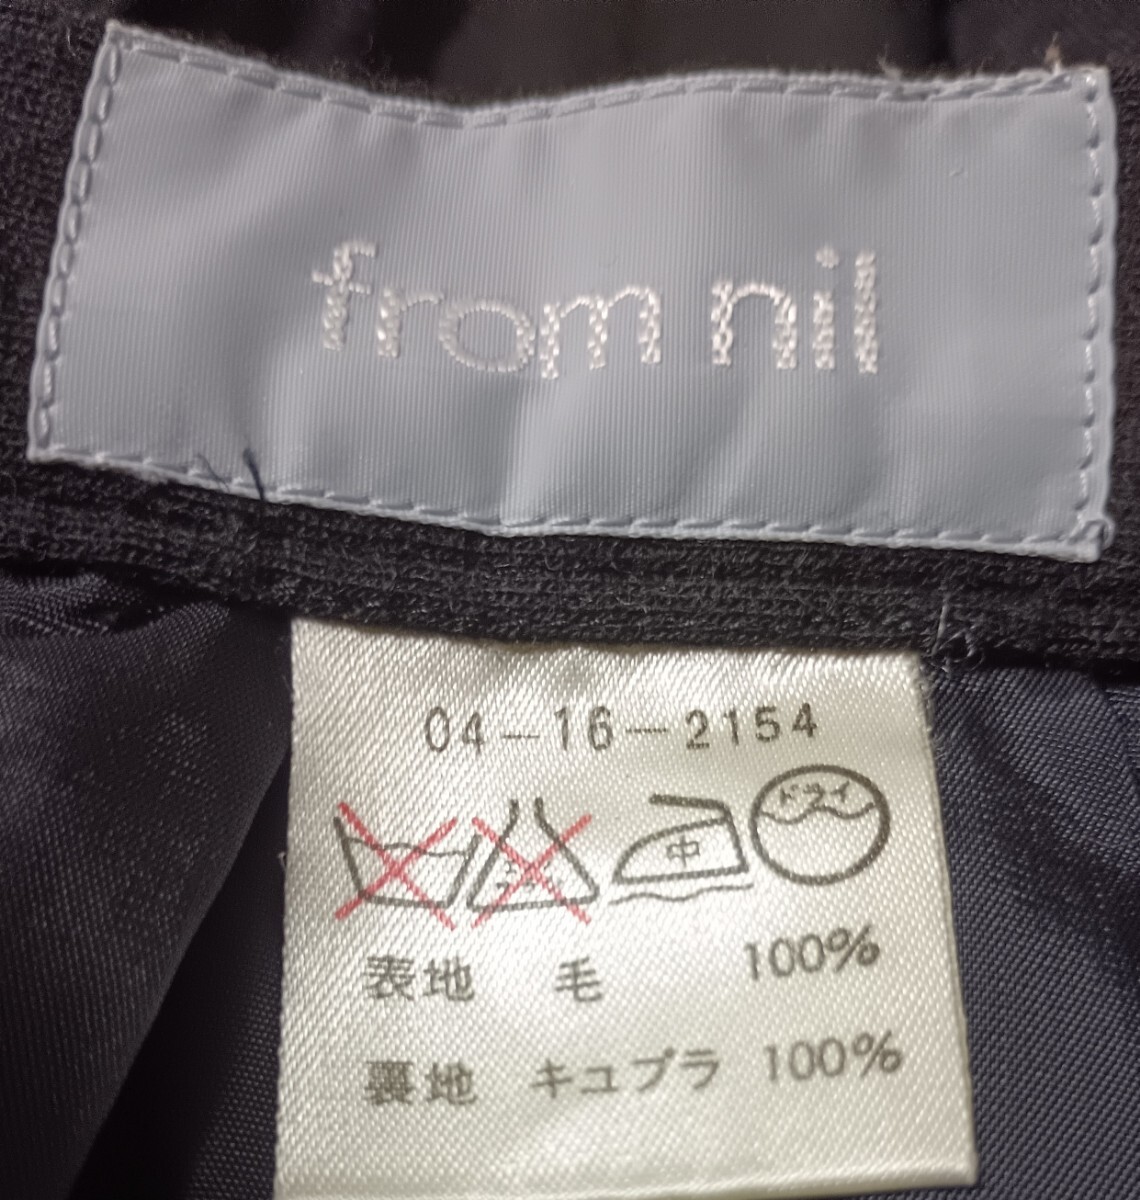 from nil
04-16-2154
中 ドライ
表地 毛 100%
裏地 キュプラ 100%